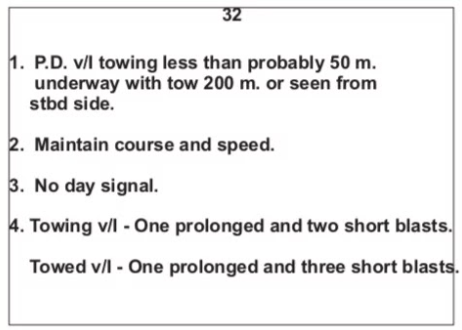 32
1. P.D. v/l towing less than probably 50 m.
underway with tow 200 m. or seen from
stbd side.
2. Maintain course and speed.
3. No day signal.
4. Towing v/l - One prolonged and two short blasts.
Towed v/l - One prolonged and three short blasts.